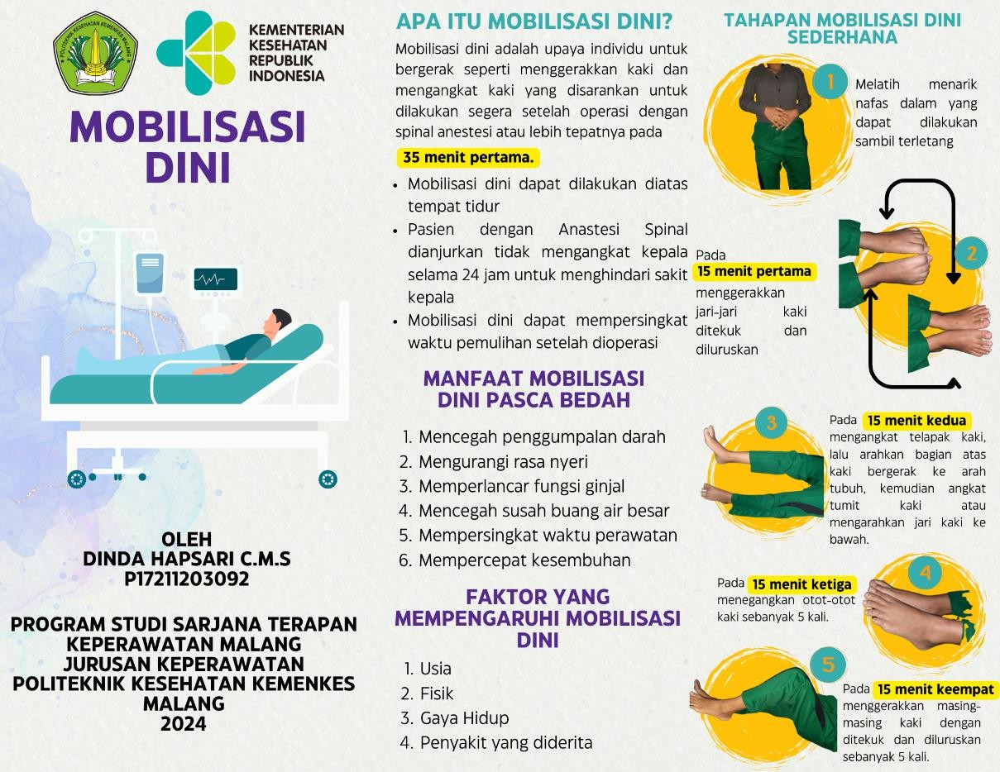 POLITEKNIK KESEHATAN KEMENKES MALANG
KEMENTERIAN
KESEHATAN
REPUBLIK
INDONESIA
MOBILISASI
DINI
OLEH
DINDA HAPSARI C.M.S
P17211203092
PROGRAM STUDI SARJANA TERAPAN
KEPERAWATAN MALANG
JURUSAN KEPERAWATAN
POLITEKNIK KESEHATAN KEMENKES
MALANG
2024
APA ITU MOBILISASI DINI?
Mobilisasi dini adalah upaya individu untuk
bergerak seperti menggerakkan kaki dan
mengangkat kaki yang disarankan untuk
dilakukan segera setelah operasi dengan
spinal anestesi atau lebih tepatnya pada
35 menit pertama.
• Mobilisasi dini dapat dilakukan diatas
tempat tidur
• Pasien dengan Anastesi Spinal
dianjurkan tidak mengangkat kepala
selama 24 jam untuk menghindari sakit
kepala
• Mobilisasi dini dapat mempersingkat
waktu pemulihan setelah dioperasi
MANFAAT MOBILISASI
DINI PASCA BEDAH
1. Mencegah penggumpalan darah
2. Mengurangi rasa nyeri
3. Memperlancar fungsi ginjal
4. Mencegah susah buang air besar
5. Mempersingkat waktu perawatan
6. Mempercepat kesembuhan
FAKTOR YANG
MEMPENGARUHI MOBILISASI
DINI
1. Usia
2. Fisik
3. Gaya Hidup
4. Penyakit yang diderita
TAHAPAN MOBILISASI DINI
SEDERHANA
1
Melatih menarik
nafas dalam yang
dapat dilakukan
sambil terletang
2
Pada
15 menit pertama
menggerakkan
jari-jari kaki
ditekuk dan
diluruskan
3
Pada 15 menit kedua
mengangkat telapak kaki,
lalu arahkan bagian atas
kaki bergerak ke arah
tubuh, kemudian angkat
tumit kaki atau
mengarahkan jari kaki ke
bawah.
4
Pada 15 menit ketiga
menegangkan otot-otot
kaki sebanyak 5 kali.
5
Pada 15 menit keempat
menggerakkan masing-
masing kaki dengan
ditekuk dan diluruskan
sebanyak 5 kali.